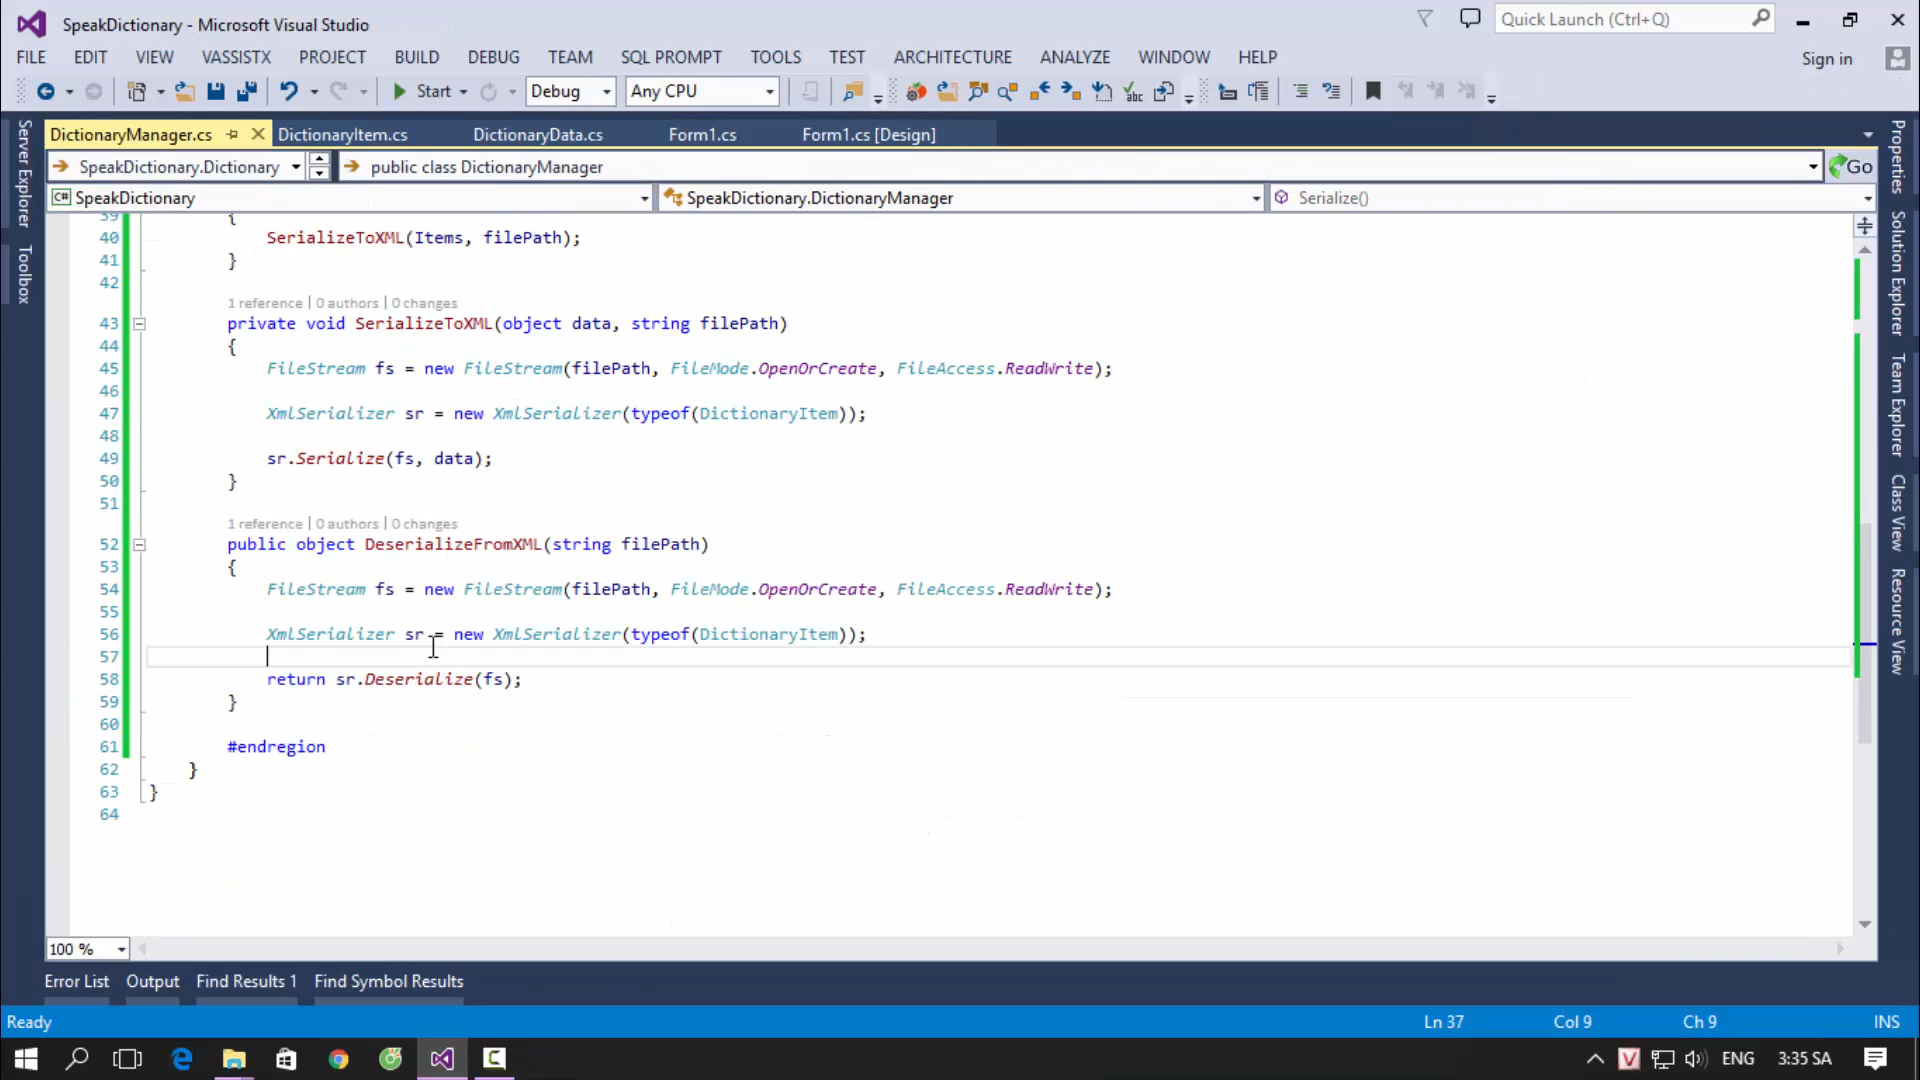 SpeakDictionary - Microsoft Visual Studio
Quick Launch (Ctrl+Q)
FILE EDIT VIEW VASSISTX PROJECT BUILD DEBUG TEAM SQL PROMPT TOOLS TEST ARCHITECTURE ANALYZE WINDOW HELP
Sign in
Start Debug Any CPU
DictionaryManager.cs DictionaryItem.cs DictionaryData.cs Form1.cs Form1.cs [Design]
SpeakDictionary.Dictionary public class DictionaryManager Go
C# SpeakDictionary SpeakDictionary.DictionaryManager Serialize()
39 {
40 SerializeToXML(Items, filePath);
41 }
42
1 reference | 0 authors | 0 changes
43 private void SerializeToXML(object data, string filePath)
44 {
45 FileStream fs = new FileStream(filePath, FileMode.OpenOrCreate, FileAccess.ReadWrite);
46
47 XmlSerializer sr = new XmlSerializer(typeof(DictionaryItem));
48
49 sr.Serialize(fs, data);
50 }
51
1 reference | 0 authors | 0 changes
52 public object DeserializeFromXML(string filePath)
53 {
54 FileStream fs = new FileStream(filePath, FileMode.OpenOrCreate, FileAccess.ReadWrite);
55
56 XmlSerializer sr = new XmlSerializer(typeof(DictionaryItem));
57
58 return sr.Deserialize(fs);
59 }
60
61 #endregion
62 }
63 }
64
100 %
Server Explorer
Toolbox
Properties
Solution Explorer
Team Explorer
Class View
Resource View
Error List Output Find Results 1 Find Symbol Results
Ready Ln 37 Col 9 Ch 9 INS
ENG 3:35 SA